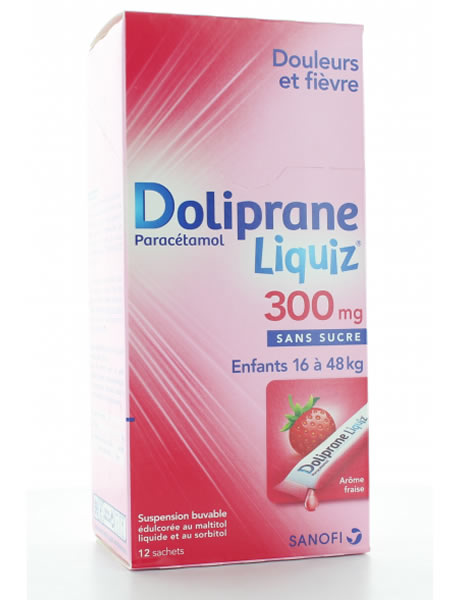 Douleurs
et fièvre
Doliprane
Paracétamol
Liquiz®
300 mg
SANS SUCRE
Enfants 16 à 48 kg
Doliprane Liquiz
Arôme
fraise
Suspension buvable
édulcorée au maltitol
liquide et au sorbitol
12 sachets
SANOFI